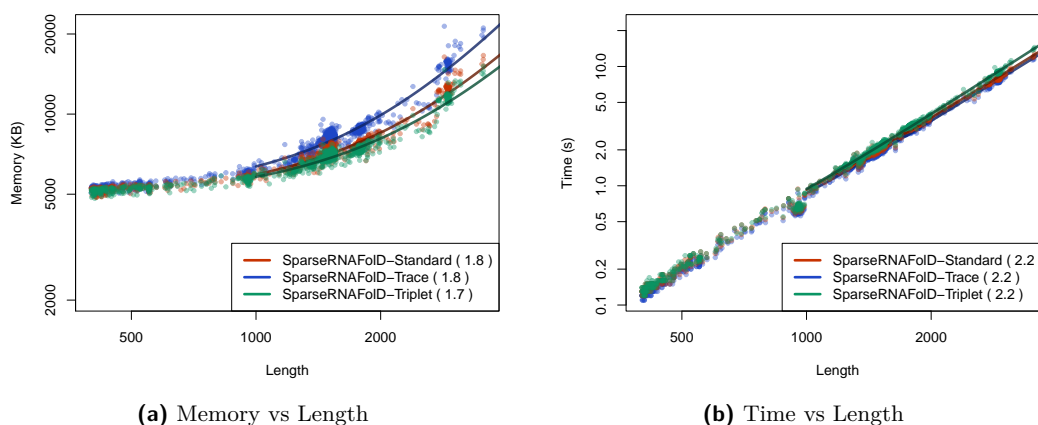 Memory (KB)
20000
10000
5000
2000
SparseRNAFolD−Standard ( 1.8 )
SparseRNAFolD−Trace ( 1.8 )
SparseRNAFolD−Triplet ( 1.7 )
500
1000
2000
Length
(a) Memory vs Length
Time (s)
10.0
5.0
2.0
1.0
0.5
0.2
0.1
SparseRNAFolD−Standard ( 2.2
SparseRNAFolD−Trace ( 2.2 )
SparseRNAFolD−Triplet ( 2.2 )
500
1000
2000
Length
(b) Time vs Length